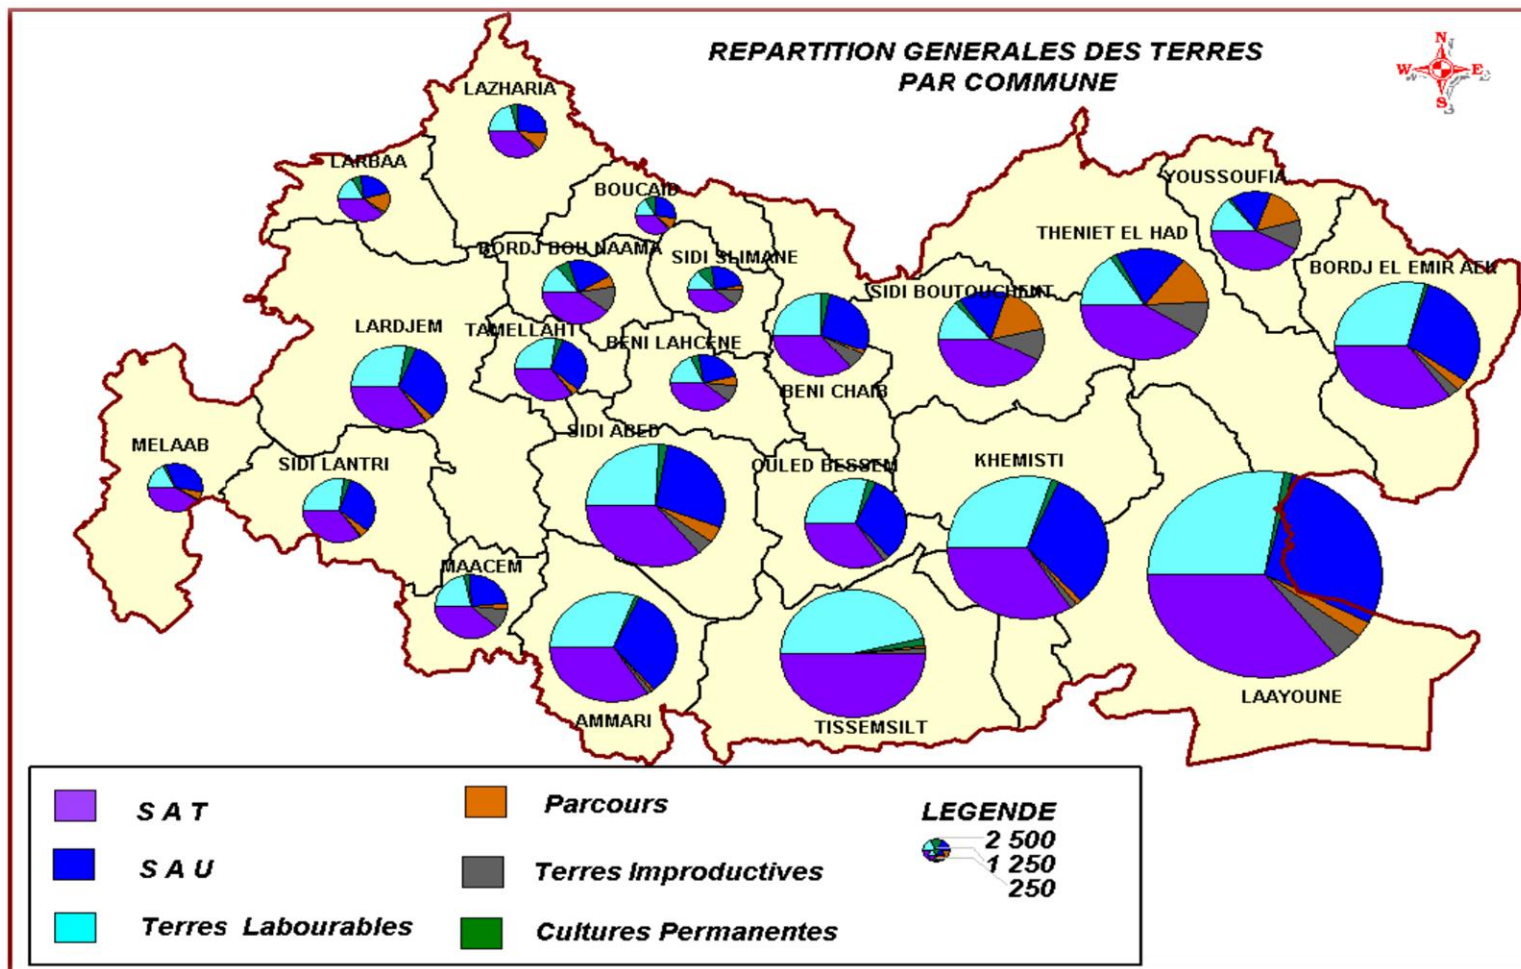 REPARTITION GENERALES DES TERRES
PAR COMMUNE
N
W E
S
LAZHARIA
LARBAA
BOUCAID
YOUSSOUFIA
THENIET EL HAD
BORDJ BOU NAAMA
SIDI SLIMANE
BORDJ EL EMIR AEK
SIDI BOUTOUCHENT
LARDJEM
TAMELLAHT
BENI LAHCENE
BENI CHAIB
SIDI ABED
MELAAB
SIDI LANTRI
OULED BESSEM
KHEMISTI
MAACEM
LAAYOUNE
AMMARI
TISSEMSILT
S A T
S A U
Terres Labourables
Parcours
Terres Improductives
Cultures Permanentes
LEGENDE
2 500
1 250
250